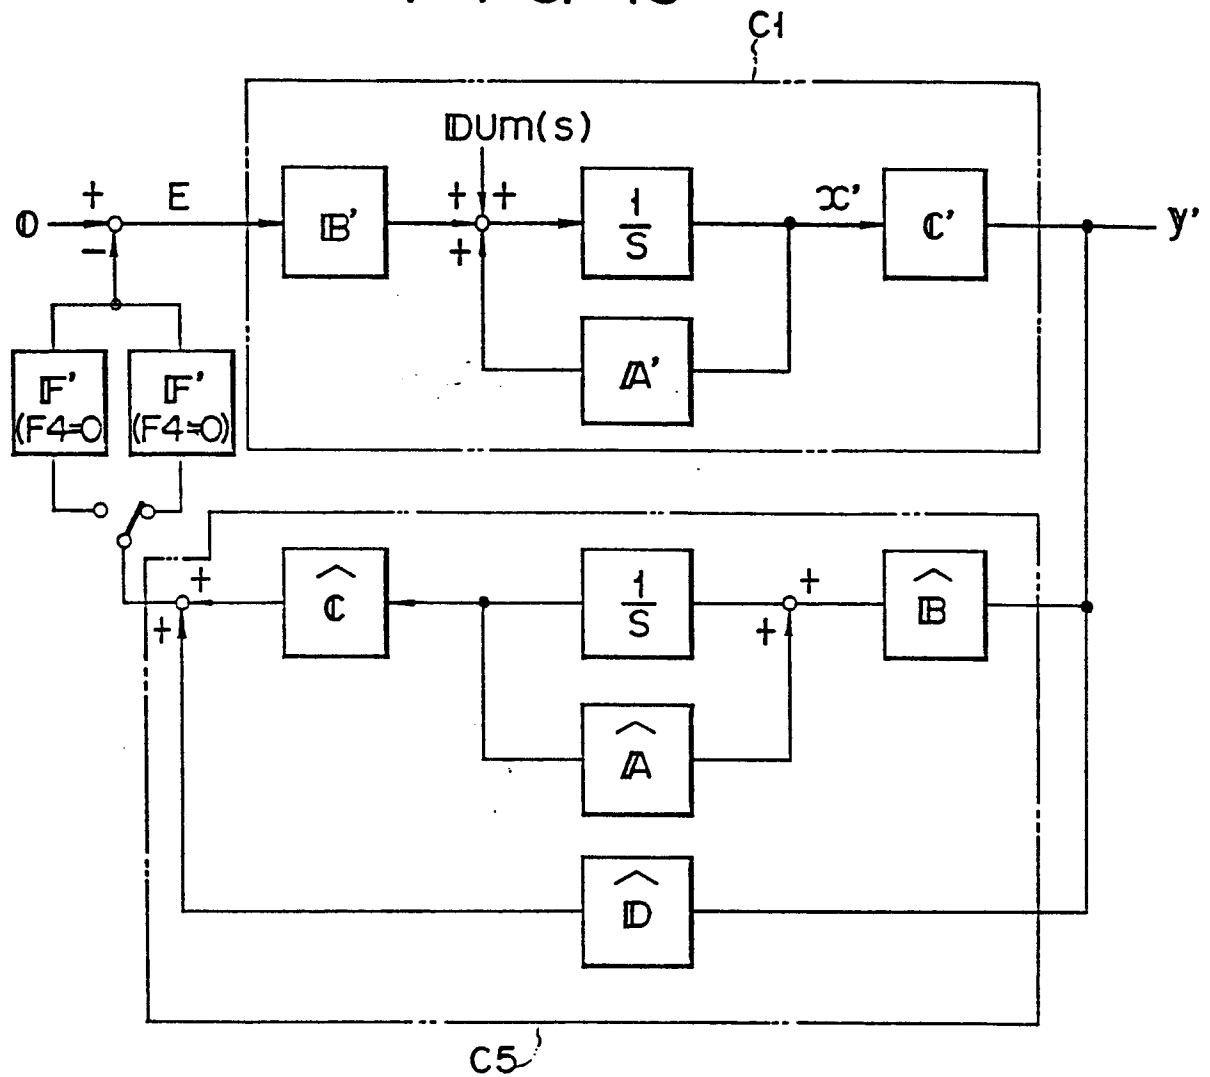 C1
𝔻Um(s)
+ E + + 1/S x' ℂ' y'
𝟘 𝔹'
− +
𝔸'
𝔽' 𝔽'
(F4=0 (F4≒0)
+ ℂ̂ 1/S + 𝔹̂
+ +
𝔸̂
𝔻̂
C5